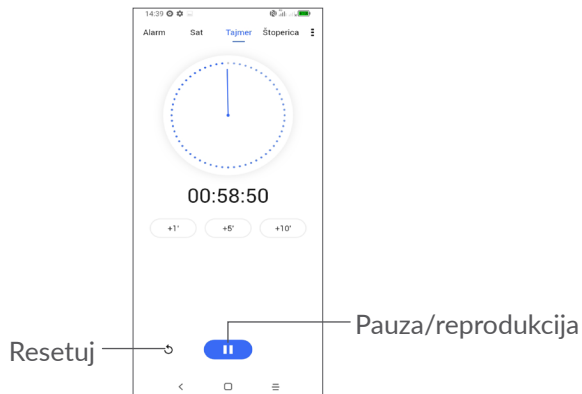 14:39
Alarm Sat Tajmer Štoperica
00:58:50
+1' +5' +10'
Pauza/reprodukcija
Resetuj